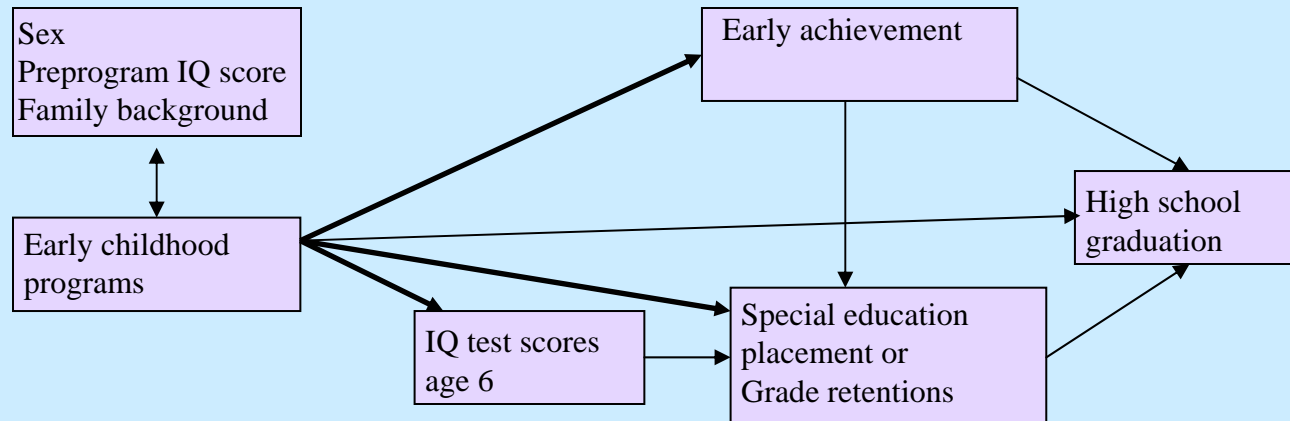 Sex
Preprogram IQ score
Family background
Early childhood
programs
Early achievement
IQ test scores
age 6
Special education
placement or
Grade retentions
High school
graduation